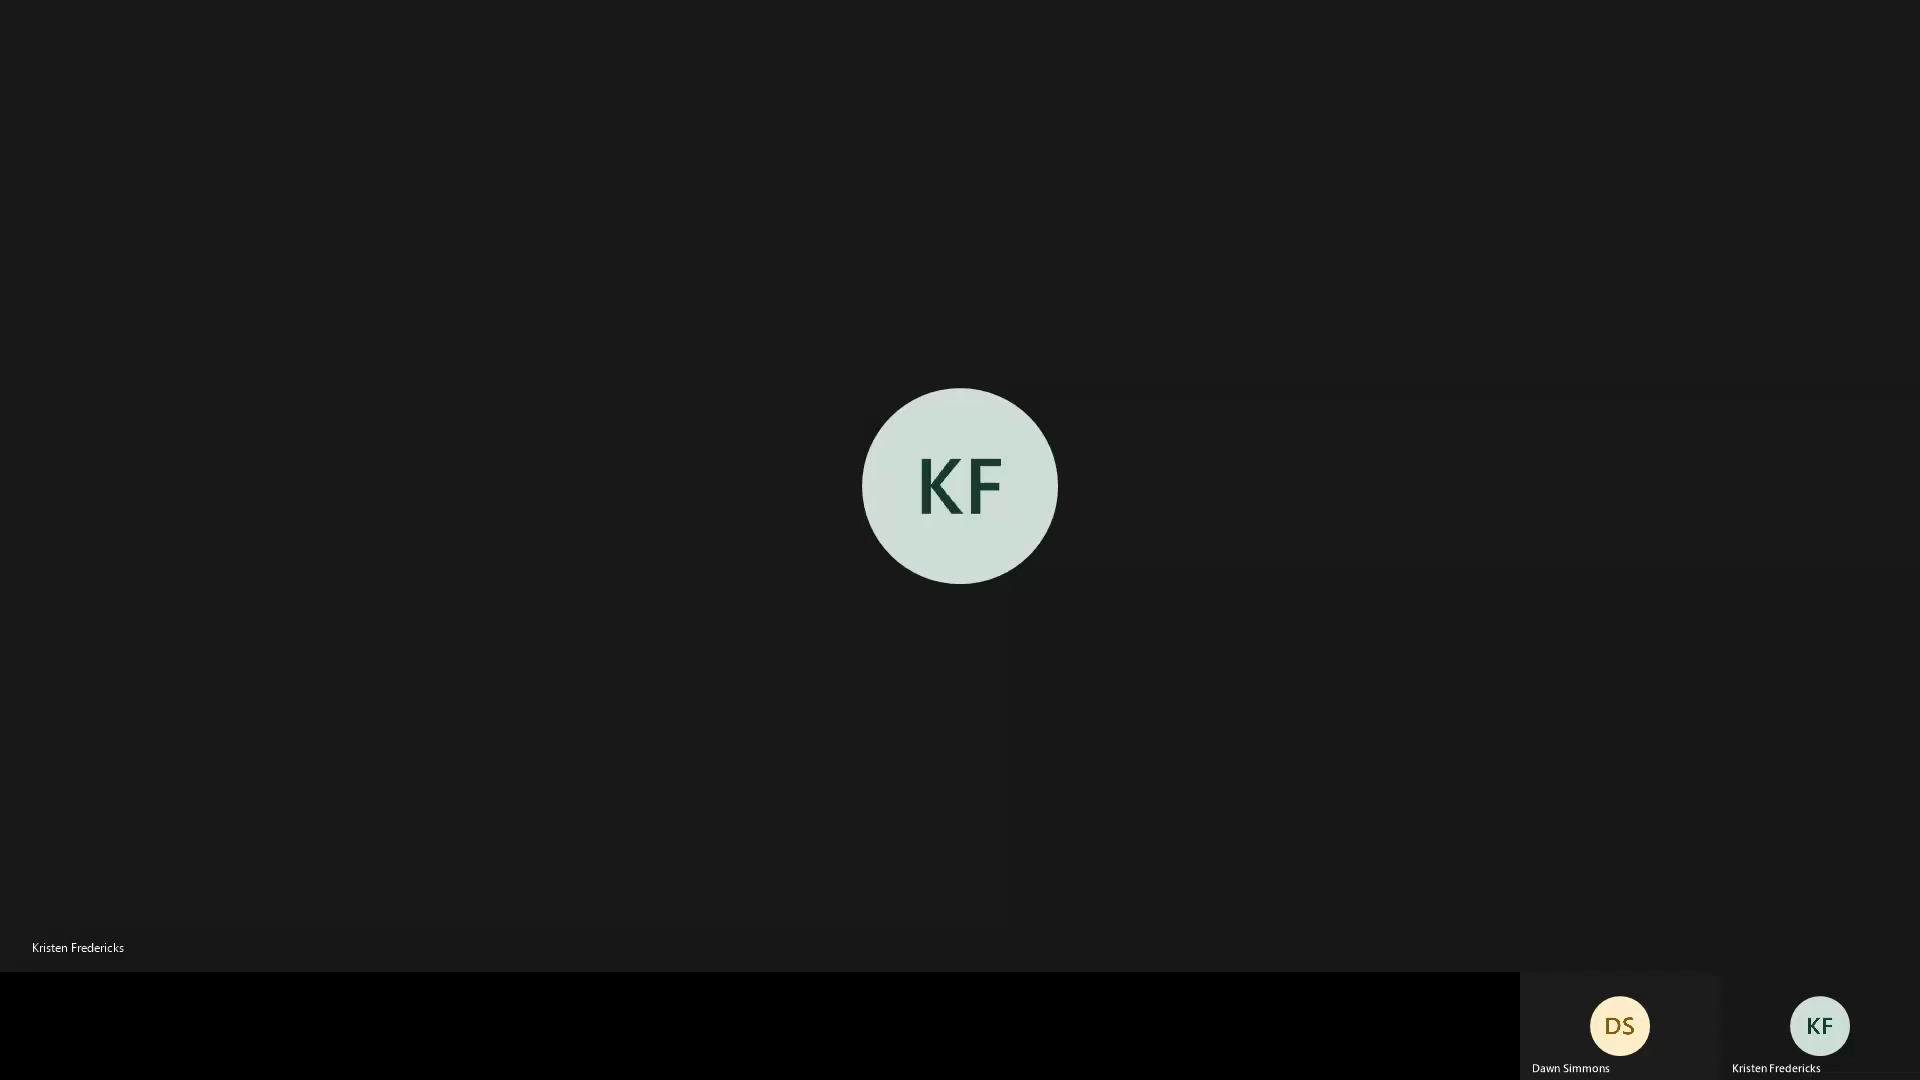 KF
Kristen Fredericks
DS
KF
Dawn Simmons
Kristen Fredericks